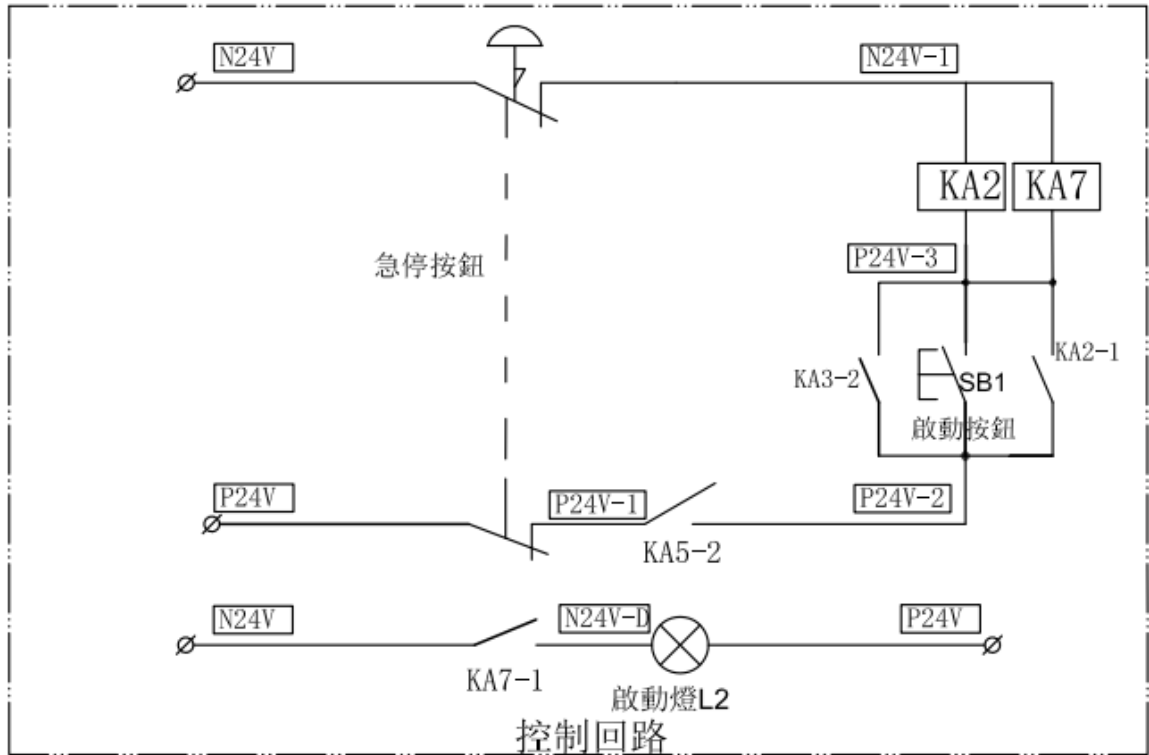 N24V
N24V-1
KA2
KA7
急停按鈕
P24V-3
KA3-2
SB1
KA2-1
啟動按鈕
P24V
P24V-1
P24V-2
KA5-2
N24V
N24V-D
P24V
KA7-1
啟動燈L2
控制回路